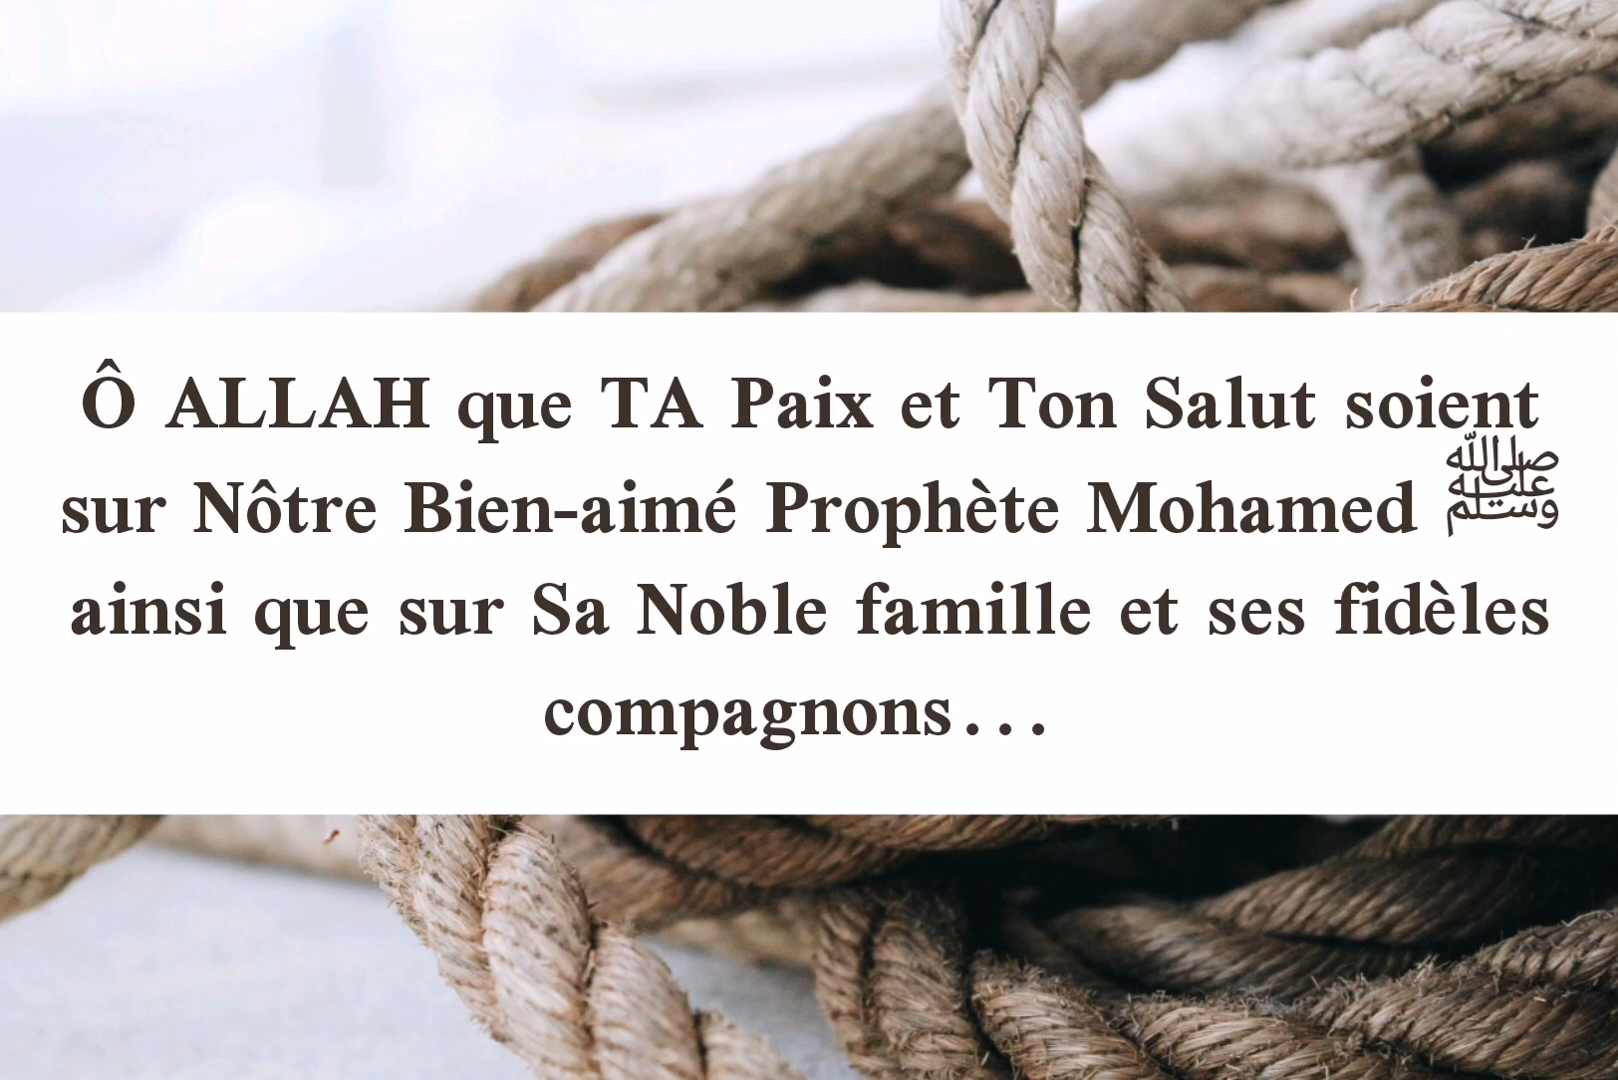 Ô ALLAH que TA Paix et Ton Salut soient
sur Nôtre Bien-aimé Prophète Mohamed ﷺ
ainsi que sur Sa Noble famille et ses fidèles
compagnons...